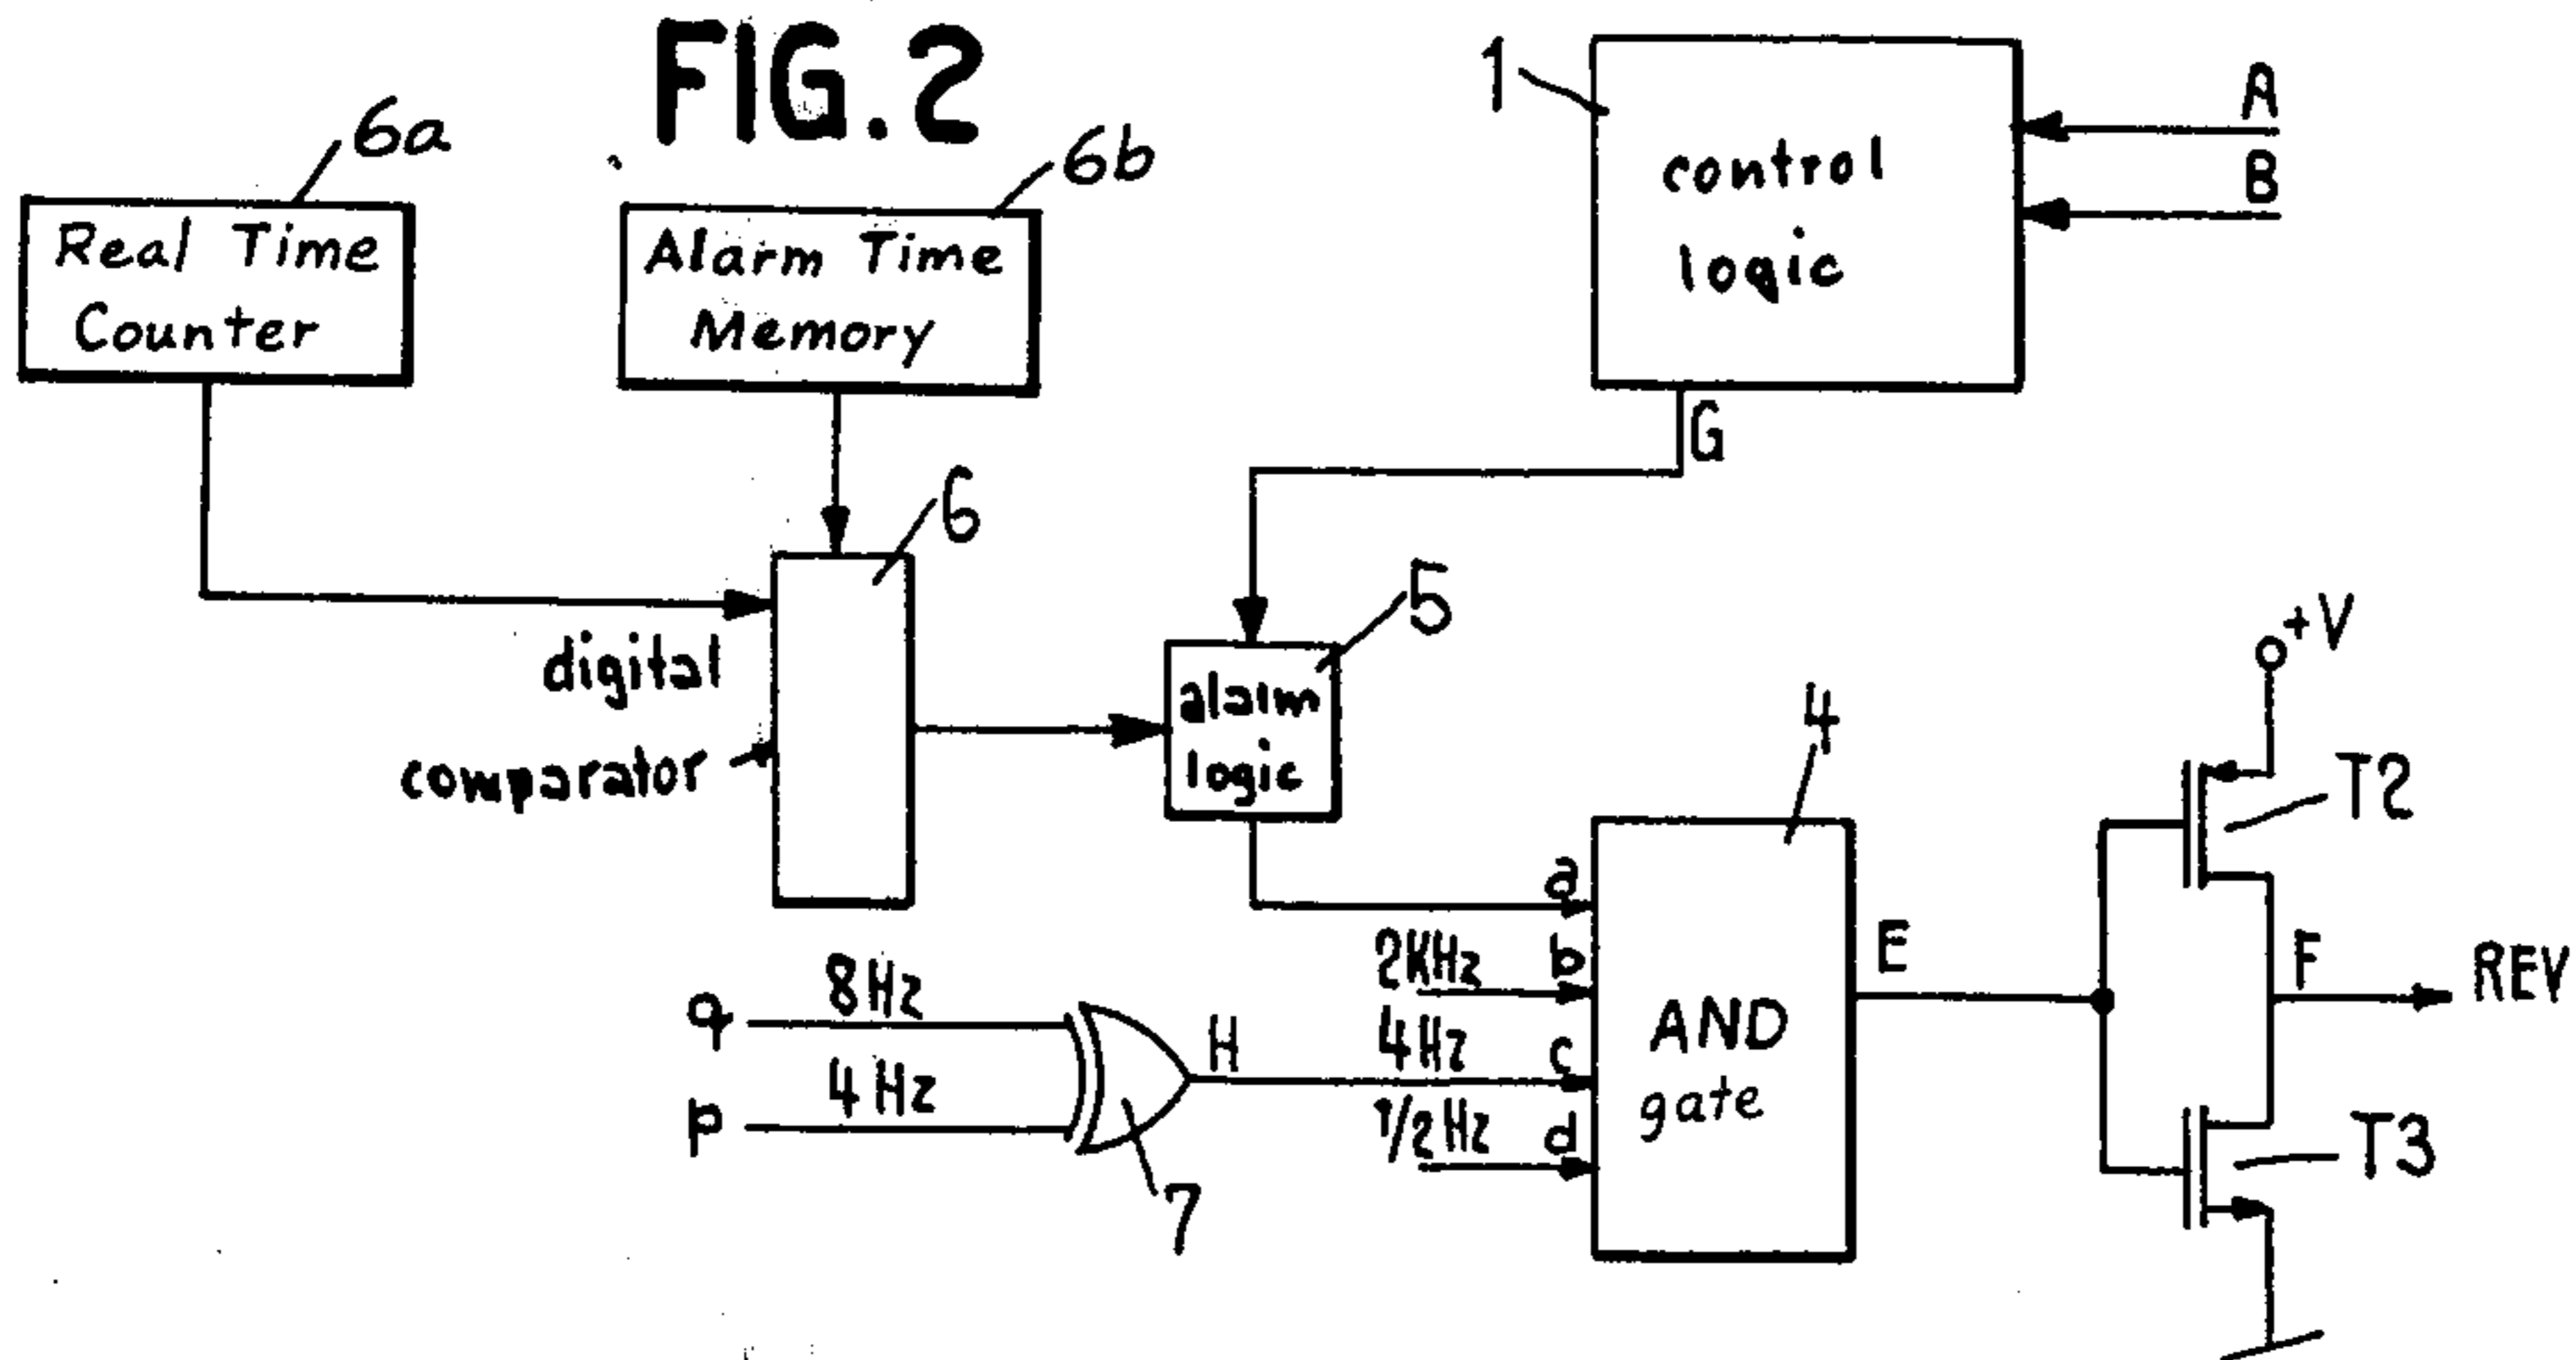 FIG.2
6a
6b
1
Real Time
Counter
Alarm Time
Memory
control
logic
A
B
G
6
5
digital
comparator
alarm
logic
4
+V
T2
a
2KHz
b
E
F
REV
q
8Hz
H
4Hz
c
AND
gate
p
4Hz
1/2Hz
d
7
T3